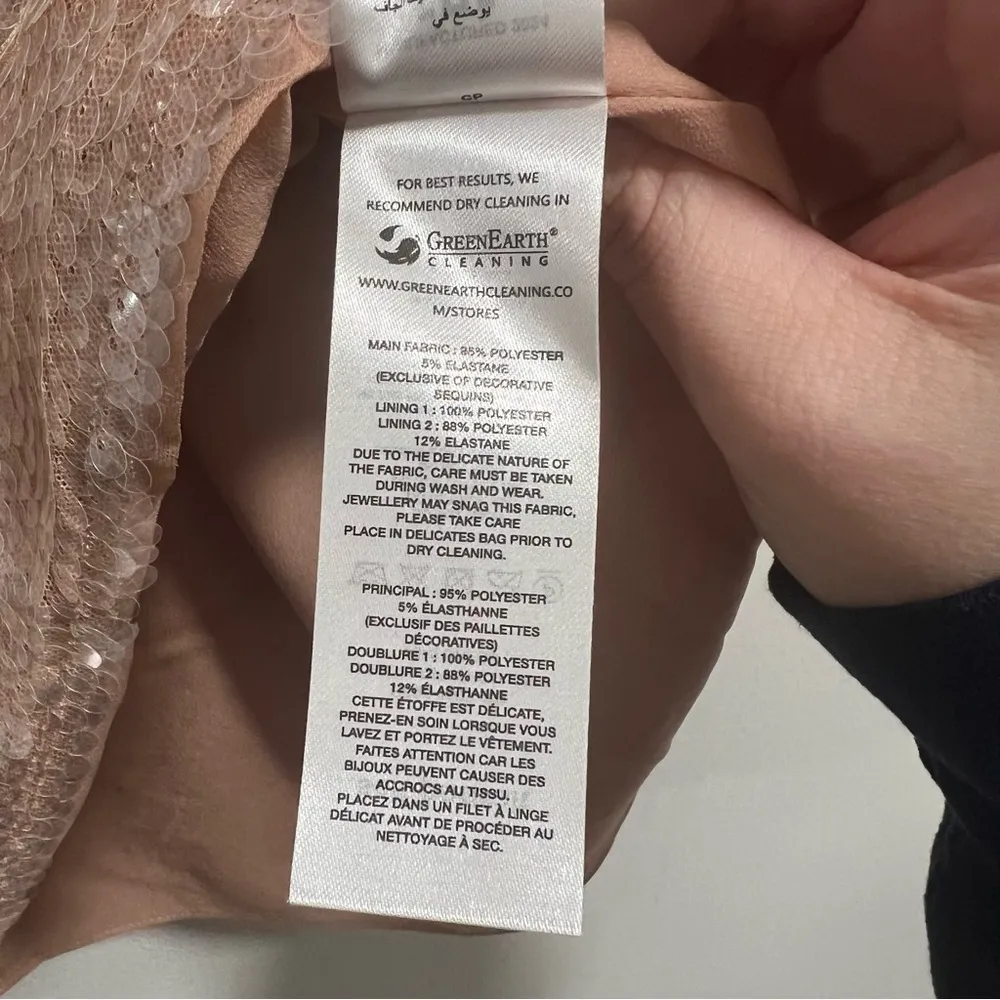 يوضع في
CP
FOR BEST RESULTS, WE
RECOMMEND DRY CLEANING IN
GREENEARTH®
CLEANING
WWW.GREENEARTHCLEANING.CO
M/STORES
MAIN FABRIC : 95% POLYESTER
5% ELASTANE
(EXCLUSIVE OF DECORATIVE
SEQUINS)
LINING 1 : 100% POLYESTER
LINING 2 : 88% POLYESTER
12% ELASTANE
DUE TO THE DELICATE NATURE OF
THE FABRIC, CARE MUST BE TAKEN
DURING WASH AND WEAR.
JEWELLERY MAY SNAG THIS FABRIC,
PLEASE TAKE CARE
PLACE IN DELICATES BAG PRIOR TO
DRY CLEANING.
PRINCIPAL : 95% POLYESTER
5% ÉLASTHANNE
(EXCLUSIF DES PAILLETTES
DÉCORATIVES)
DOUBLURE 1 : 100% POLYESTER
DOUBLURE 2 : 88% POLYESTER
12% ÉLASTHANNE
CETTE ÉTOFFE EST DÉLICATE,
PRENEZ-EN SOIN LORSQUE VOUS
LAVEZ ET PORTEZ LE VÊTEMENT.
FAITES ATTENTION CAR LES
BIJOUX PEUVENT CAUSER DES
ACCROCS AU TISSU.
PLACEZ DANS UN FILET À LINGE
DÉLICAT AVANT DE PROCÉDER AU
NETTOYAGE À SEC.